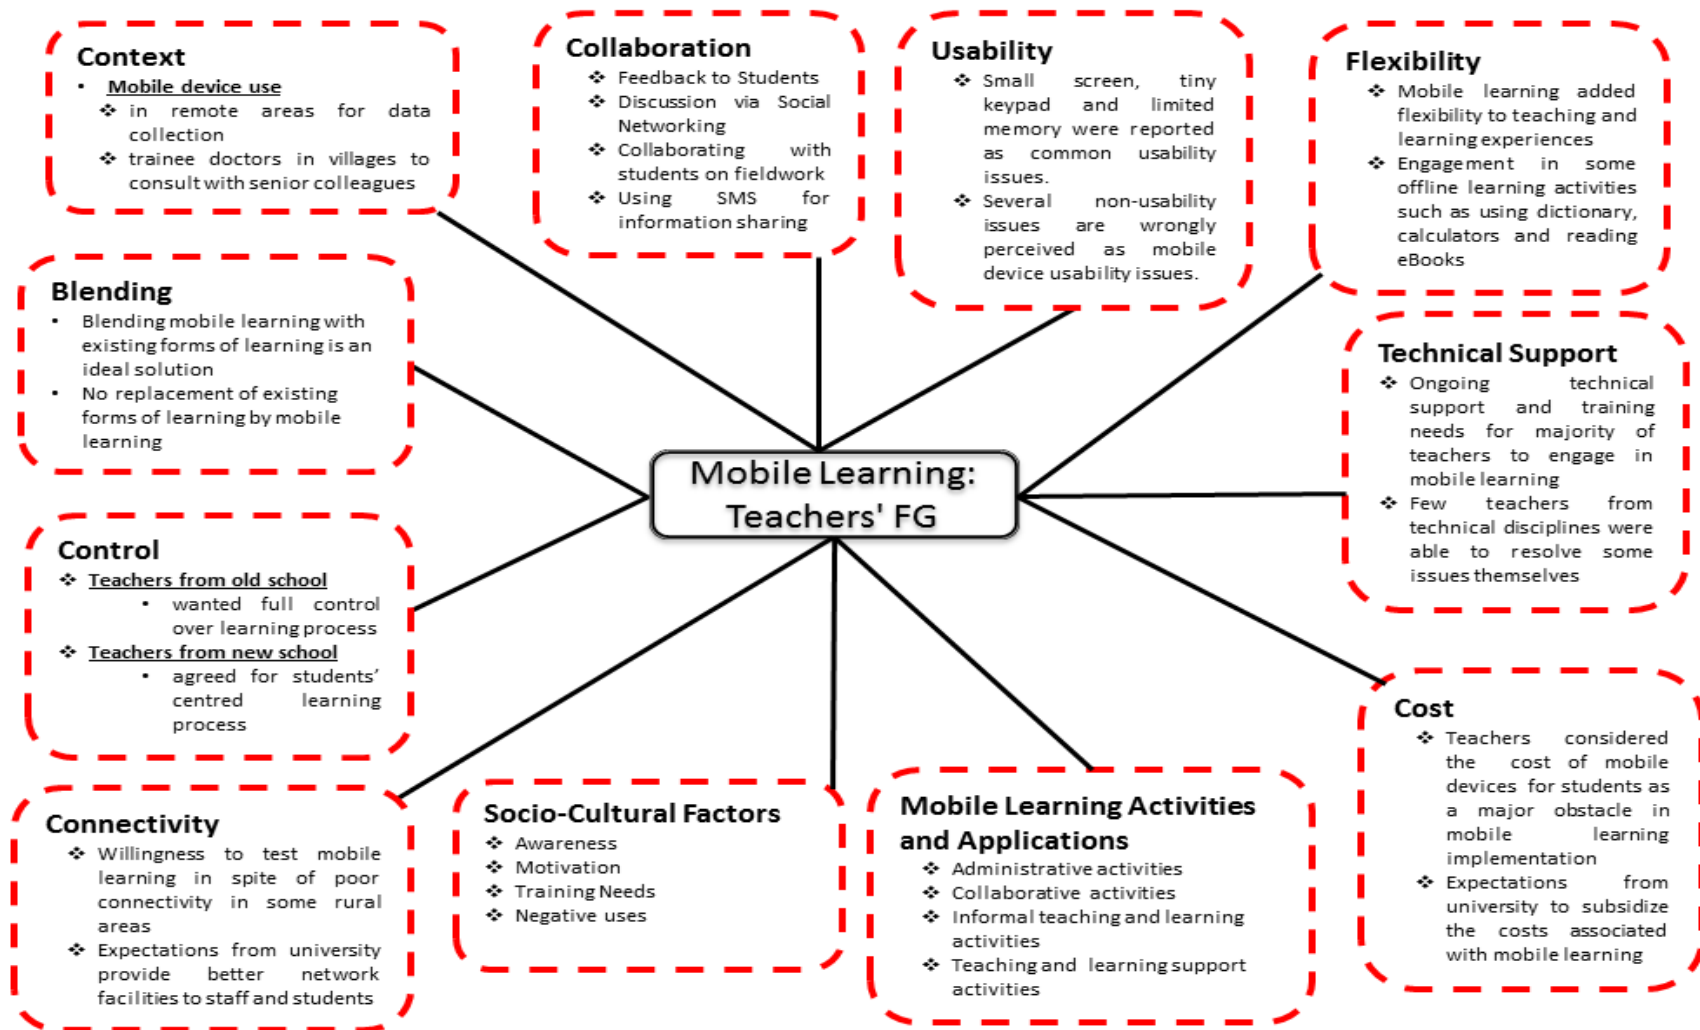 Context
• Mobile device use
❖ in remote areas for data
collection
❖ trainee doctors in villages to
consult with senior colleagues
Collaboration
❖ Feedback to Students
❖ Discussion via Social
Networking
❖ Collaborating with
students on fieldwork
❖ Using SMS for
information sharing
Usability
❖ Small screen, tiny
keypad and limited
memory were reported
as common usability
issues.
❖ Several non-usability
issues are wrongly
perceived as mobile
device usability issues.
Flexibility
❖ Mobile learning added
flexibility to teaching and
learning experiences
❖ Engagement in some
offline learning activities
such as using dictionary,
calculators and reading
eBooks
Blending
• Blending mobile learning with
existing forms of learning is an
ideal solution
• No replacement of existing
forms of learning by mobile
learning
Technical Support
❖ Ongoing technical
support and training
needs for majority of
teachers to engage in
mobile learning
❖ Few teachers from
technical disciplines were
able to resolve some
issues themselves
Mobile Learning:
Teachers' FG
Control
❖ Teachers from old school
• wanted full control
over learning process
❖ Teachers from new school
• agreed for students’
centred learning
process
Cost
❖ Teachers considered
the cost of mobile
devices for students as
a major obstacle in
mobile learning
implementation
❖ Expectations from
university to subsidize
the costs associated
with mobile learning
Connectivity
❖ Willingness to test mobile
learning in spite of poor
connectivity in some rural
areas
❖ Expectations from university
provide better network
facilities to staff and students
Socio-Cultural Factors
❖ Awareness
❖ Motivation
❖ Training Needs
❖ Negative uses
Mobile Learning Activities
and Applications
❖ Administrative activities
❖ Collaborative activities
❖ Informal teaching and learning
activities
❖ Teaching and learning support
activities